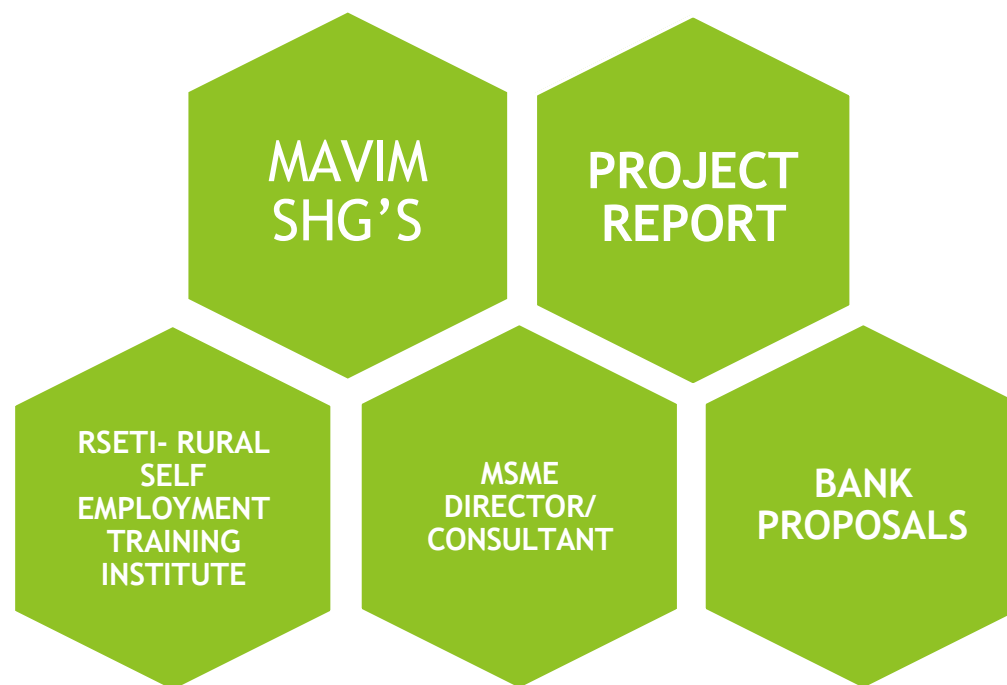 MAVIM
SHG’S
PROJECT
REPORT
RSETI- RURAL
SELF
EMPLOYMENT
TRAINING
INSTITUTE
MSME
DIRECTOR/
CONSULTANT
BANK
PROPOSALS